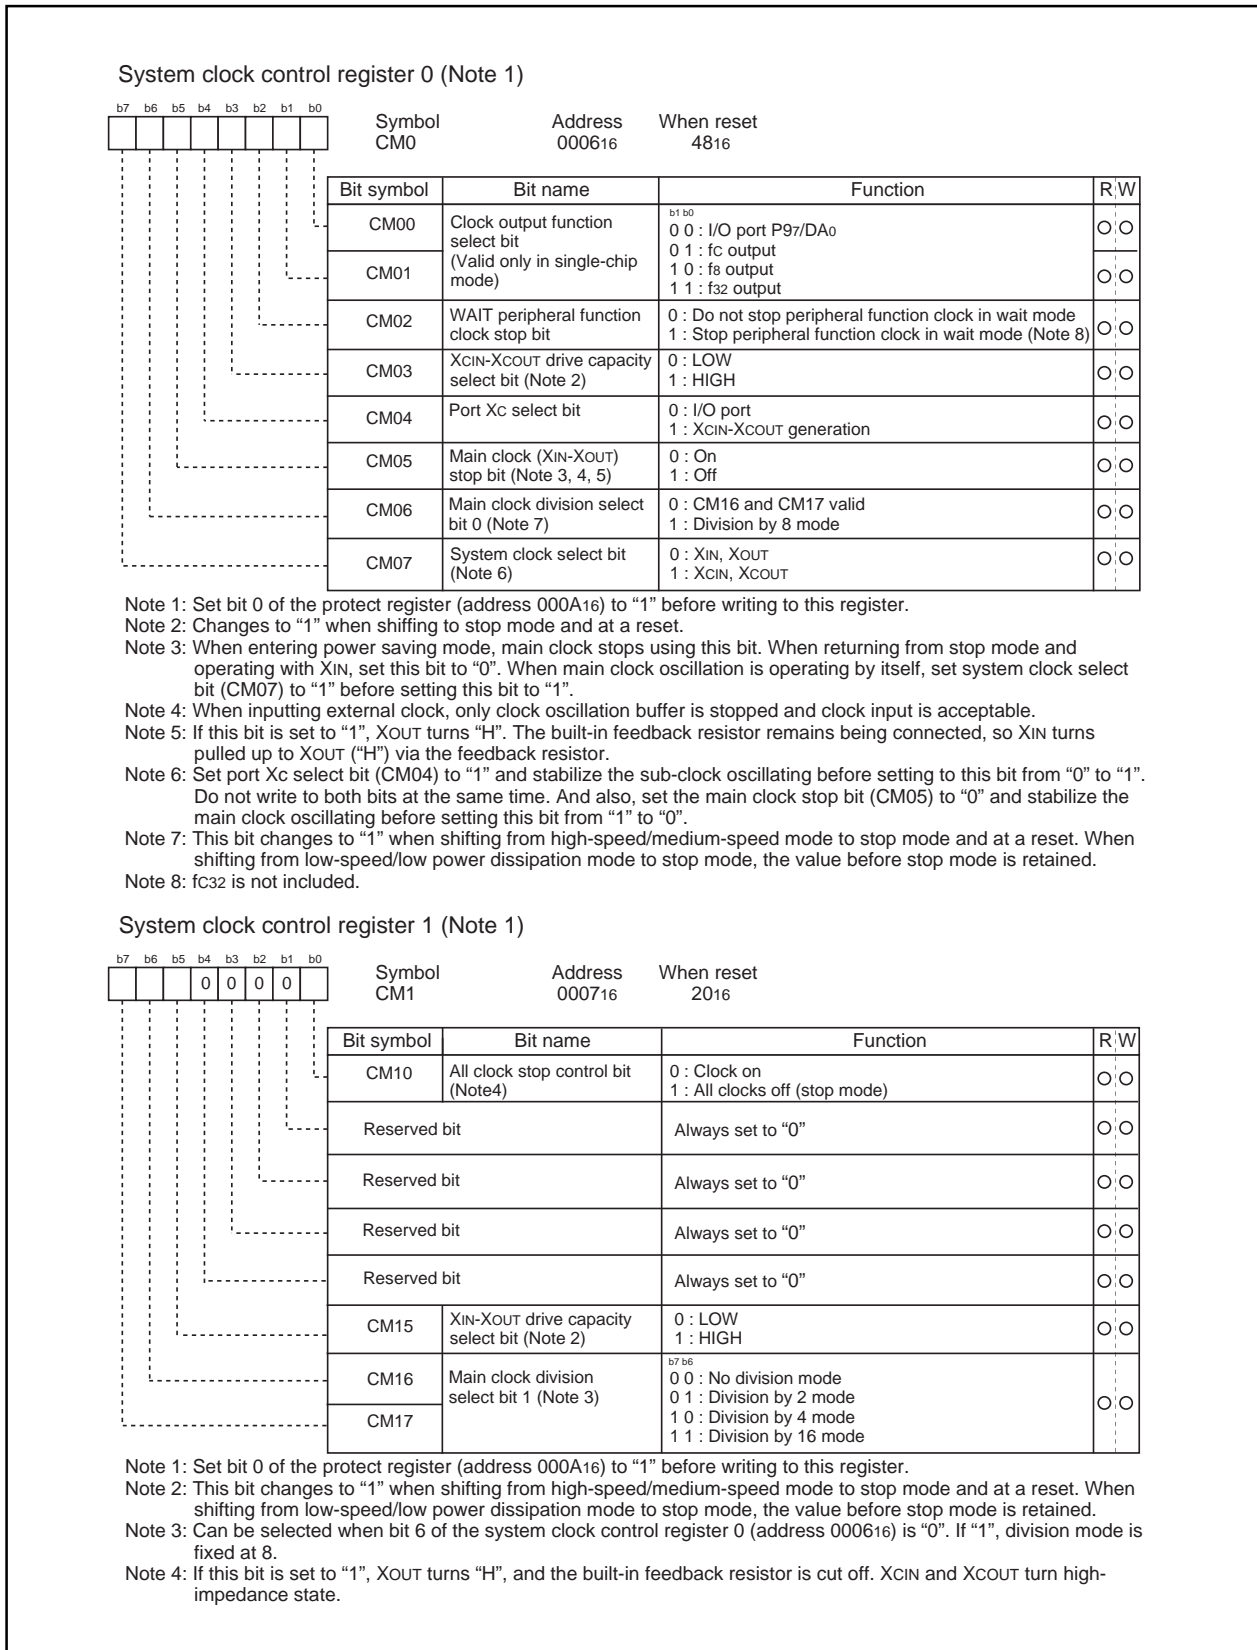 System clock control register 0 (Note 1)
b7 b6 b5 b4 b3 b2 b1 b0
Symbol Address When reset
CM0 000616 4816
Bit symbol Bit name Function R W
CM00 Clock output function select bit (Valid only in single-chip mode)
CM01
b1 b0
0 0 : I/O port P97/DA0
0 1 : fC output
1 0 : f8 output
1 1 : f32 output
CM02 WAIT peripheral function clock stop bit
0 : Do not stop peripheral function clock in wait mode
1 : Stop peripheral function clock in wait mode (Note 8)
CM03 XCIN-XCOUT drive capacity select bit (Note 2)
0 : LOW
1 : HIGH
CM04 Port XC select bit
0 : I/O port
1 : XCIN-XCOUT generation
CM05 Main clock (XIN-XOUT) stop bit (Note 3, 4, 5)
0 : On
1 : Off
CM06 Main clock division select bit 0 (Note 7)
0 : CM16 and CM17 valid
1 : Division by 8 mode
CM07 System clock select bit (Note 6)
0 : XIN, XOUT
1 : XCIN, XCOUT
Note 1: Set bit 0 of the protect register (address 000A16) to “1” before writing to this register.
Note 2: Changes to “1” when shiffing to stop mode and at a reset.
Note 3: When entering power saving mode, main clock stops using this bit. When returning from stop mode and
operating with XIN, set this bit to “0”. When main clock oscillation is operating by itself, set system clock select
bit (CM07) to “1” before setting this bit to “1”.
Note 4: When inputting external clock, only clock oscillation buffer is stopped and clock input is acceptable.
Note 5: If this bit is set to “1”, XOUT turns “H”. The built-in feedback resistor remains being connected, so XIN turns
pulled up to XOUT (“H”) via the feedback resistor.
Note 6: Set port Xc select bit (CM04) to “1” and stabilize the sub-clock oscillating before setting to this bit from “0” to “1”.
Do not write to both bits at the same time. And also, set the main clock stop bit (CM05) to “0” and stabilize the
main clock oscillating before setting this bit from “1” to “0”.
Note 7: This bit changes to “1” when shifting from high-speed/medium-speed mode to stop mode and at a reset. When
shifting from low-speed/low power dissipation mode to stop mode, the value before stop mode is retained.
Note 8: fC32 is not included.
System clock control register 1 (Note 1)
b7 b6 b5 b4 b3 b2 b1 b0
0 0 0 0
Symbol Address When reset
CM1 000716 2016
Bit symbol Bit name Function R W
CM10 All clock stop control bit (Note4)
0 : Clock on
1 : All clocks off (stop mode)
Reserved bit Always set to “0”
Reserved bit Always set to “0”
Reserved bit Always set to “0”
Reserved bit Always set to “0”
CM15 XIN-XOUT drive capacity select bit (Note 2)
0 : LOW
1 : HIGH
CM16 Main clock division select bit 1 (Note 3)
CM17
b7 b6
0 0 : No division mode
0 1 : Division by 2 mode
1 0 : Division by 4 mode
1 1 : Division by 16 mode
Note 1: Set bit 0 of the protect register (address 000A16) to “1” before writing to this register.
Note 2: This bit changes to “1” when shifting from high-speed/medium-speed mode to stop mode and at a reset. When
shifting from low-speed/low power dissipation mode to stop mode, the value before stop mode is retained.
Note 3: Can be selected when bit 6 of the system clock control register 0 (address 000616) is “0”. If “1”, division mode is
fixed at 8.
Note 4: If this bit is set to “1”, XOUT turns “H”, and the built-in feedback resistor is cut off. XCIN and XCOUT turn high-
impedance state.